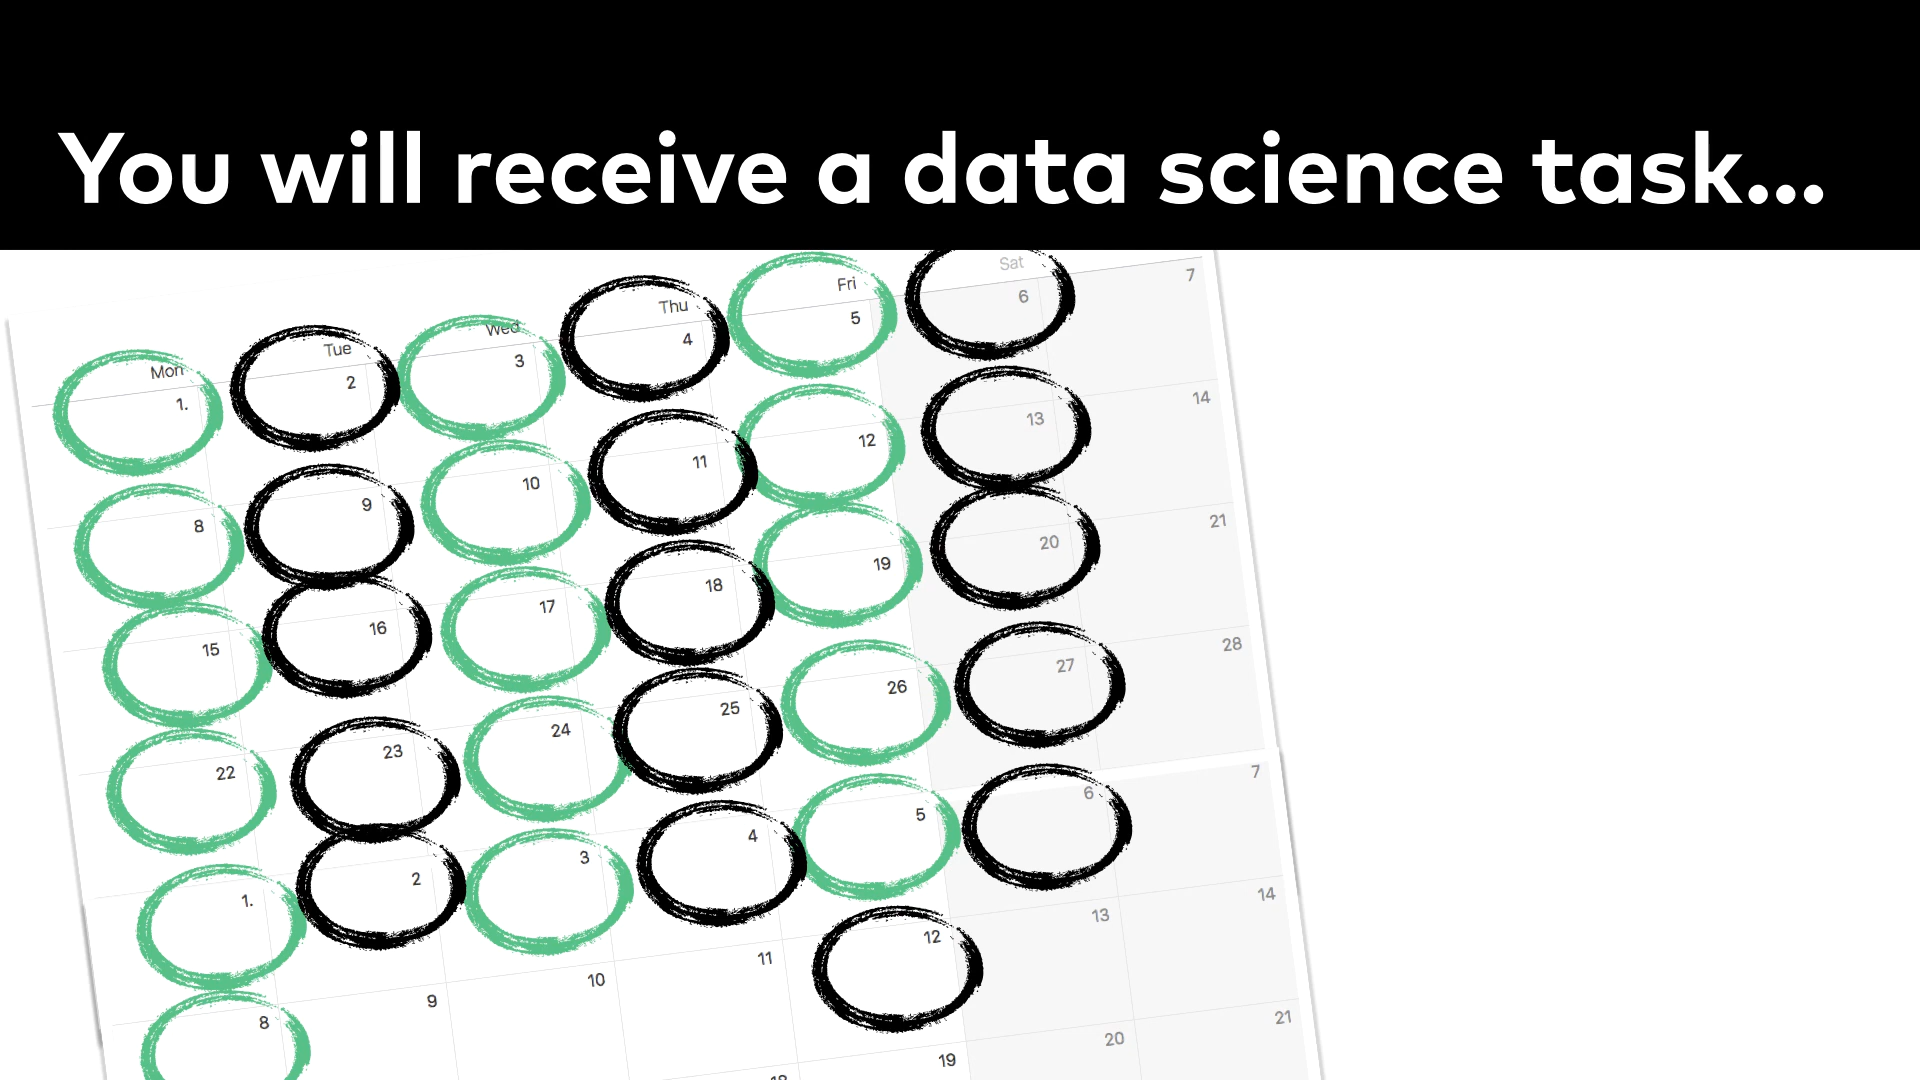 You will receive a data science task...
Mon Tue Wed Thu Fri Sat
1. 2 3 4 5 6 7
8 9 10 11 12 13 14
15 16 17 18 19 20 21
22 23 24 25 26 27 28
1. 2 3 4 5 6 7
8 9 10 11 12 13 14
19 20 21